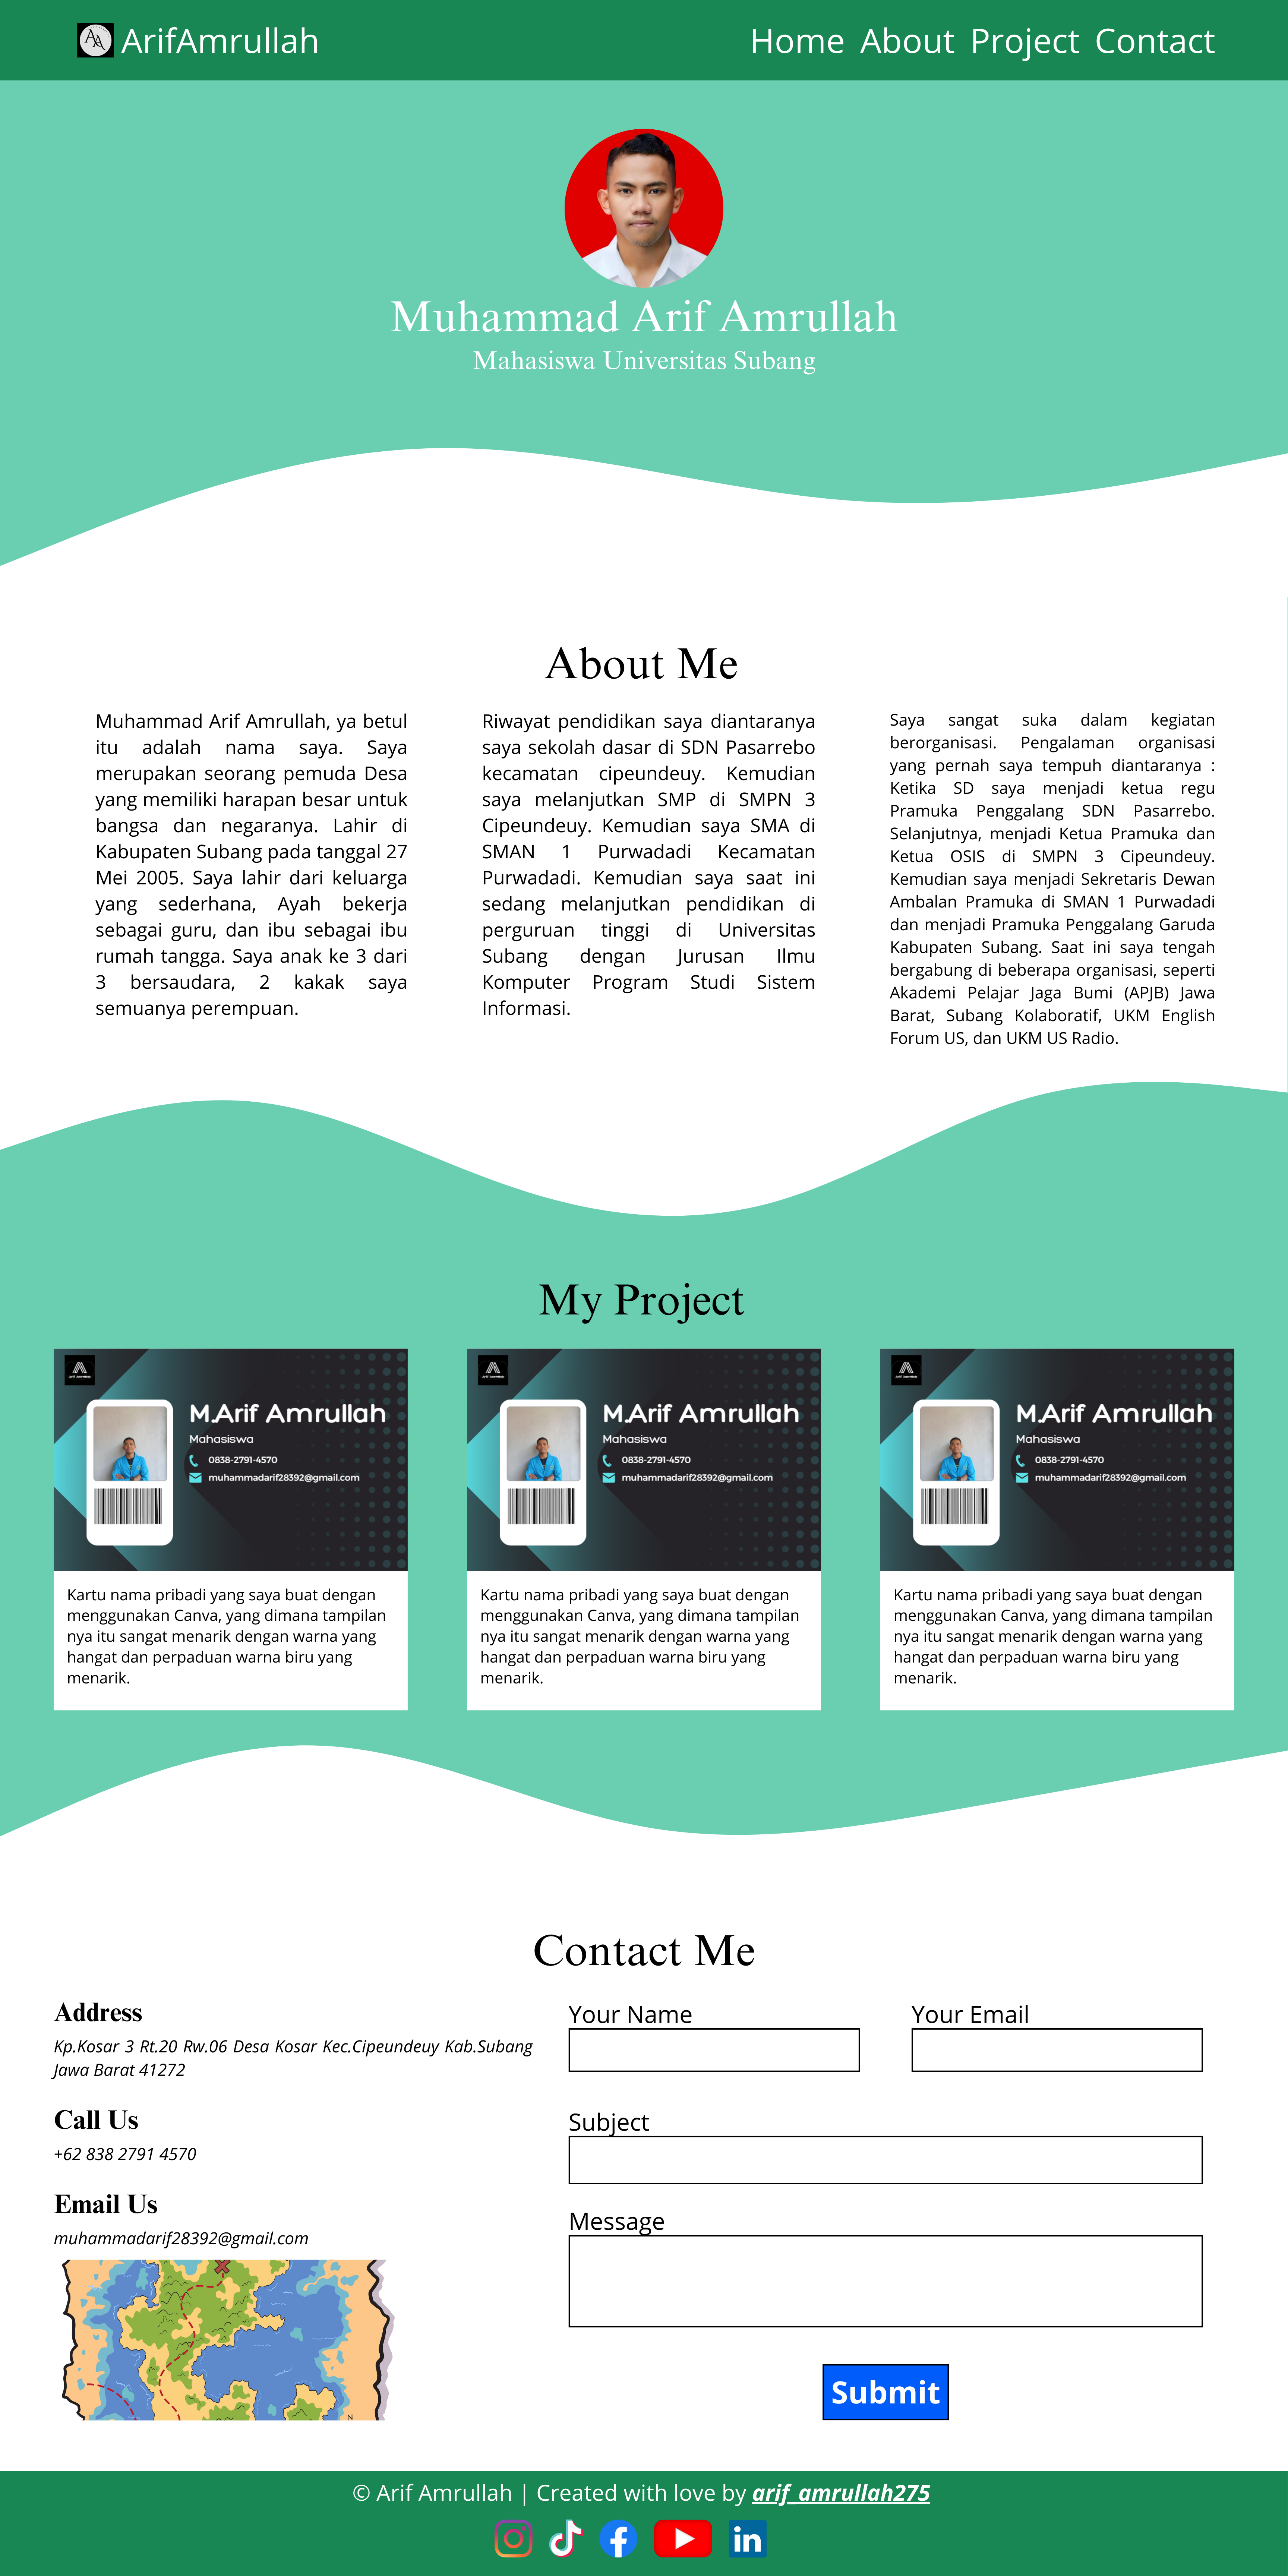 AA ArifAmrullah
Home About Project Contact
Muhammad Arif Amrullah
Mahasiswa Universitas Subang
About Me
Muhammad Arif Amrullah, ya betul
itu adalah nama saya. Saya
merupakan seorang pemuda Desa
yang memiliki harapan besar untuk
bangsa dan negaranya. Lahir di
Kabupaten Subang pada tanggal 27
Mei 2005. Saya lahir dari keluarga
yang sederhana, Ayah bekerja
sebagai guru, dan ibu sebagai ibu
rumah tangga. Saya anak ke 3 dari
3 bersaudara, 2 kakak saya
semuanya perempuan.
Riwayat pendidikan saya diantaranya
saya sekolah dasar di SDN Pasarrebo
kecamatan cipeundeuy. Kemudian
saya melanjutkan SMP di SMPN 3
Cipeundeuy. Kemudian saya SMA di
SMAN 1 Purwadadi Kecamatan
Purwadadi. Kemudian saya saat ini
sedang melanjutkan pendidikan di
perguruan tinggi di Universitas
Subang dengan Jurusan Ilmu
Komputer Program Studi Sistem
Informasi.
Saya sangat suka dalam kegiatan
berorganisasi. Pengalaman organisasi
yang pernah saya tempuh diantaranya :
Ketika SD saya menjadi ketua regu
Pramuka Penggalang SDN Pasarrebo.
Selanjutnya, menjadi Ketua Pramuka dan
Ketua OSIS di SMPN 3 Cipeundeuy.
Kemudian saya menjadi Sekretaris Dewan
Ambalan Pramuka di SMAN 1 Purwadadi
dan menjadi Pramuka Penggalang Garuda
Kabupaten Subang. Saat ini saya tengah
bergabung di beberapa organisasi, seperti
Akademi Pelajar Jaga Bumi (APJB) Jawa
Barat, Subang Kolaboratif, UKM English
Forum US, dan UKM US Radio.
My Project
Arif Amrullah
M.Arif Amrullah
Mahasiswa
0838-2791-4570
muhammadarif28392@gmail.com
Kartu nama pribadi yang saya buat dengan
menggunakan Canva, yang dimana tampilan
nya itu sangat menarik dengan warna yang
hangat dan perpaduan warna biru yang
menarik.
Arif Amrullah
M.Arif Amrullah
Mahasiswa
0838-2791-4570
muhammadarif28392@gmail.com
Kartu nama pribadi yang saya buat dengan
menggunakan Canva, yang dimana tampilan
nya itu sangat menarik dengan warna yang
hangat dan perpaduan warna biru yang
menarik.
Arif Amrullah
M.Arif Amrullah
Mahasiswa
0838-2791-4570
muhammadarif28392@gmail.com
Kartu nama pribadi yang saya buat dengan
menggunakan Canva, yang dimana tampilan
nya itu sangat menarik dengan warna yang
hangat dan perpaduan warna biru yang
menarik.
Contact Me
Address
Kp.Kosar 3 Rt.20 Rw.06 Desa Kosar Kec.Cipeundeuy Kab.Subang
Jawa Barat 41272
Call Us
+62 838 2791 4570
Email Us
muhammadarif28392@gmail.com
N
Your Name
Your Email
Subject
Message
Submit
© Arif Amrullah | Created with love by arif_amrullah275
in